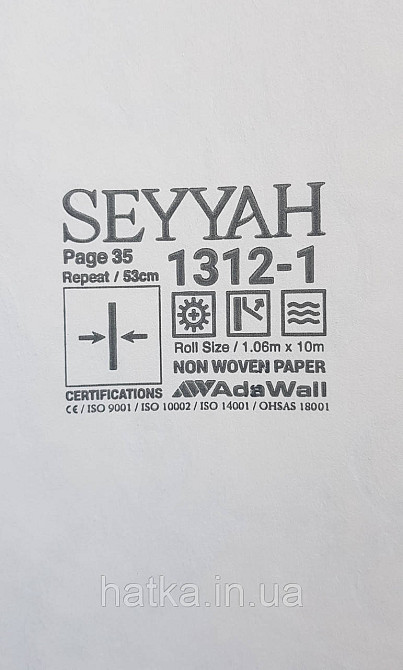 SEYYAH
Page 35
Repeat / 53cm
1312-1
Roll Size / 1.06m x 10m
NON WOVEN PAPER
CERTIFICATIONS
AdaWall
CE / ISO 9001 / ISO 10002 / ISO 14001 / OHSAS 18001
hatka.in.ua